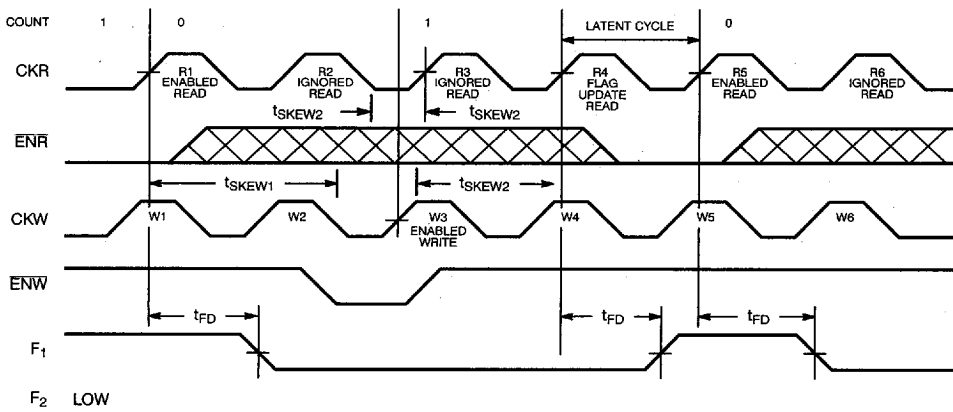 COUNT 1 0 1 LATENT CYCLE 0
CKR
R1 ENABLED READ
R2 IGNORED READ
R3 IGNORED READ
R4 FLAG UPDATE READ
R5 ENABLED READ
R6 IGNORED READ
tSKEW2 tSKEW2
ENR
tSKEW1 tSKEW2
CKW
W1
W2
W3 ENABLED WRITE
W4
W5
W6
ENW
tFD tFD tFD
F1
F2 LOW